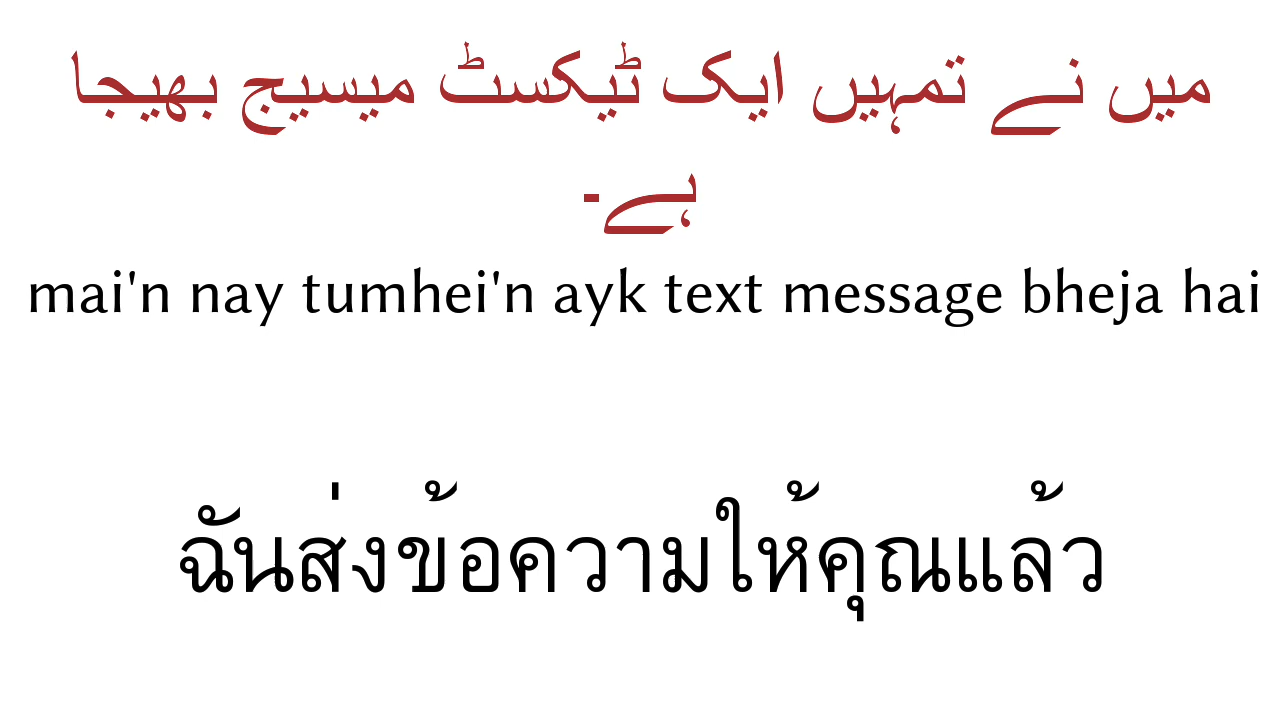 میں نے تمہیں ایک ٹیکسٹ میسیج بھیجا
ہے۔
mai'n nay tumhei'n ayk text message bheja hai
ฉันส่งข้อความให้คุณแล้ว